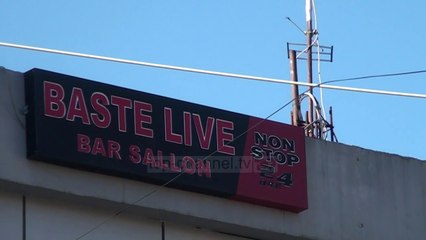 BASTE LIVE
BAR SALLON
NON
STOP
24